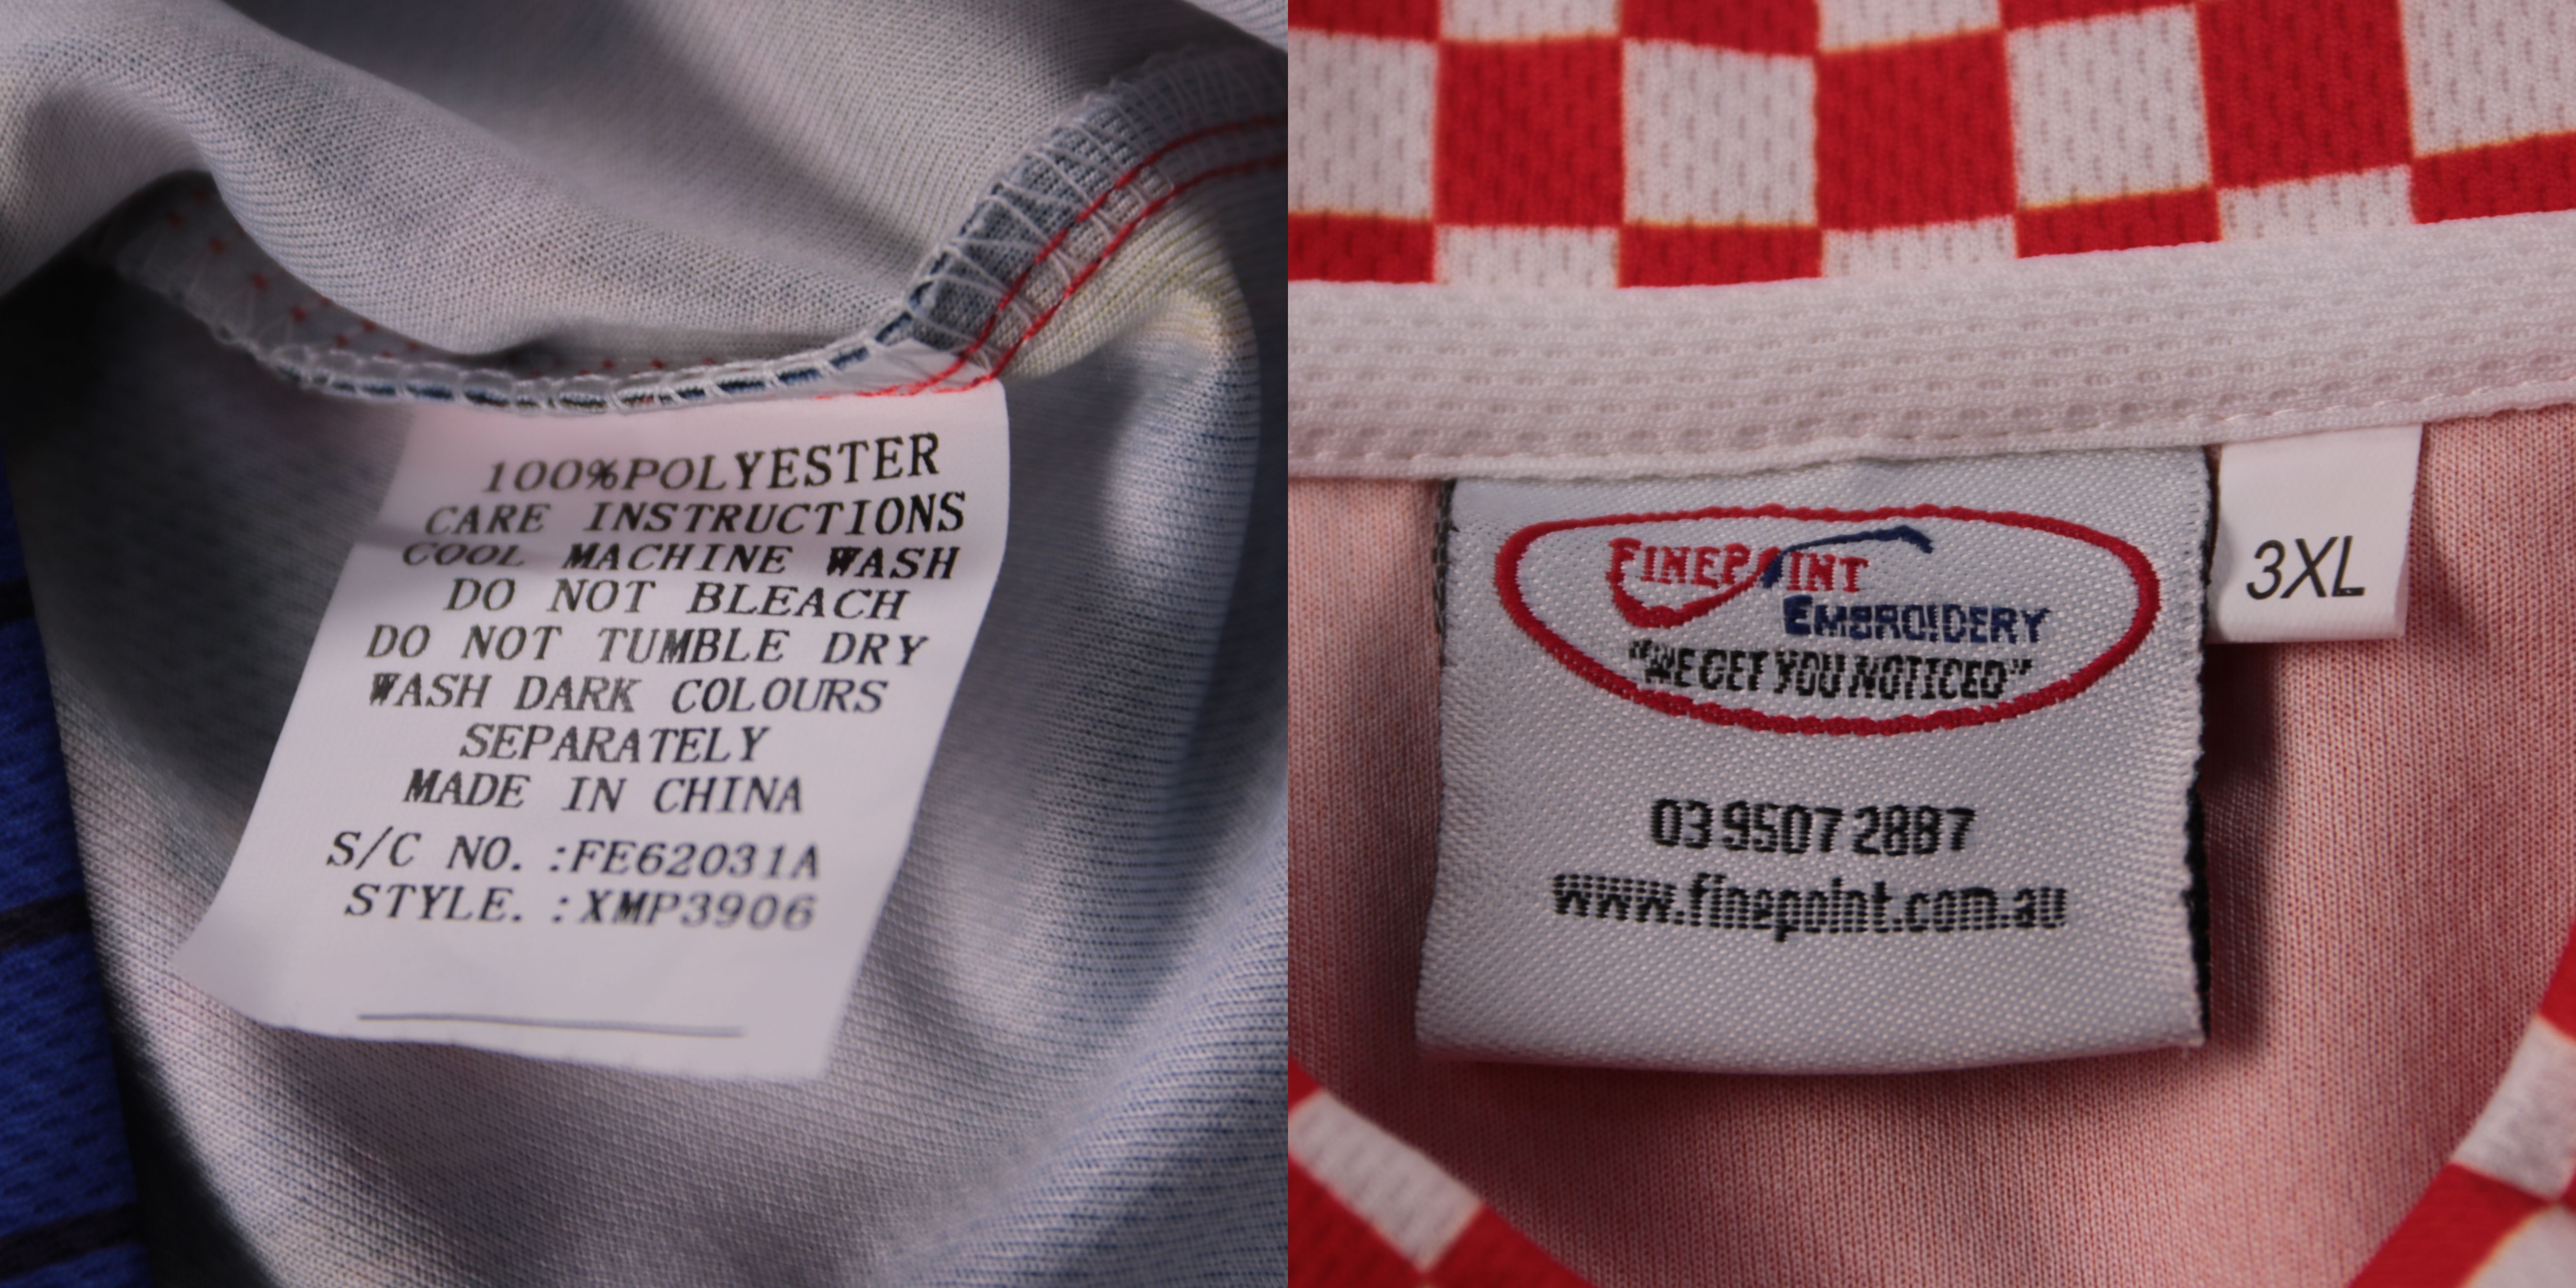 100%POLYESTER
CARE INSTRUCTIONS
COOL MACHINE WASH
DO NOT BLEACH
DO NOT TUMBLE DRY
WASH DARK COLOURS
SEPARATELY
MADE IN CHINA
S/C NO. :FE62031A
STYLE. :XMP3906
FINEPOINT
EMBROIDERY
"WE GET YOU NOTICED"
03 9507 2887
www.finepoint.com.au
3XL